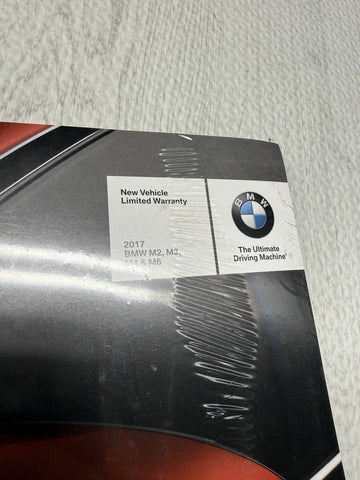 New Vehicle
Limited Warranty
2017
BMW M2, M3,
M4 & M6
BMW
The Ultimate
Driving Machine®